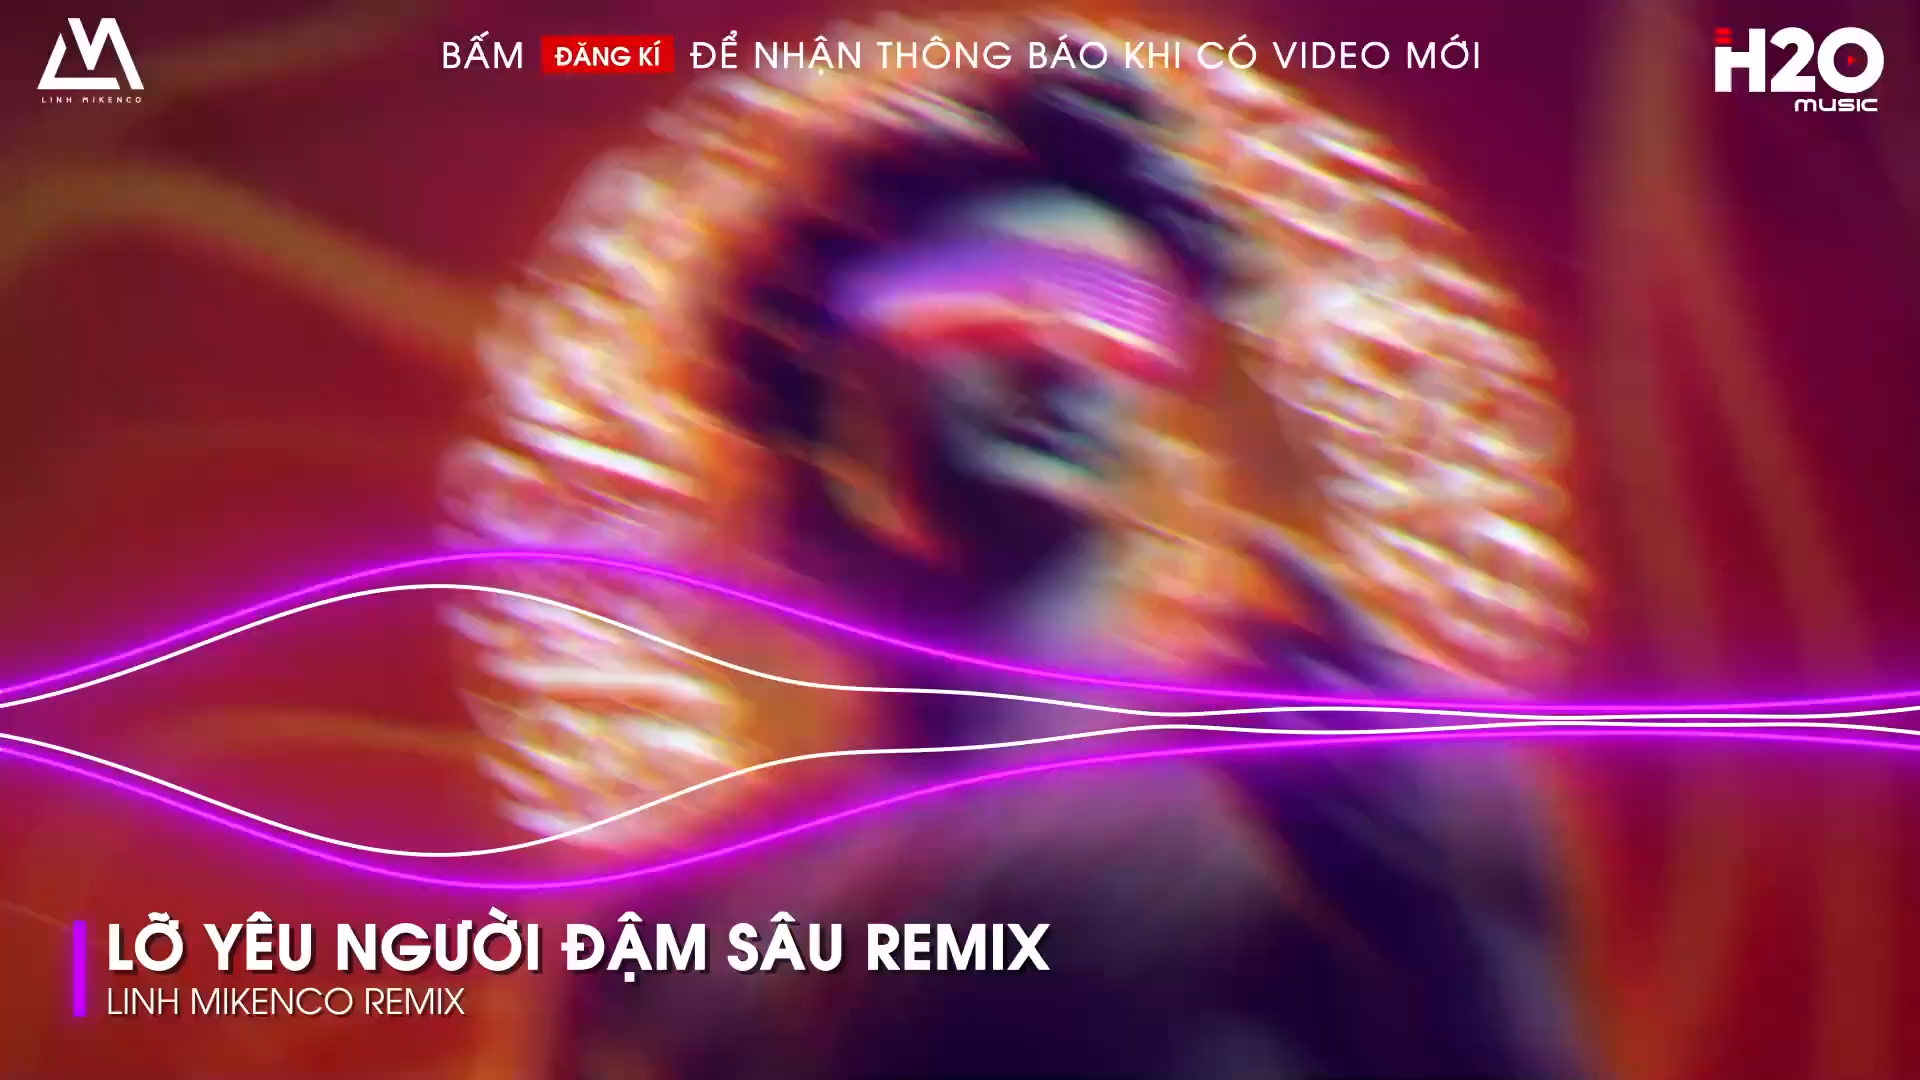 LINH MIKENCO
BẤM ĐĂNG KÍ ĐỂ NHẬN THÔNG BÁO KHI CÓ VIDEO MỚI
H2O
MUSIC
LỠ YÊU NGƯỜI ĐẬM SÂU REMIX
LINH MIKENCO REMIX